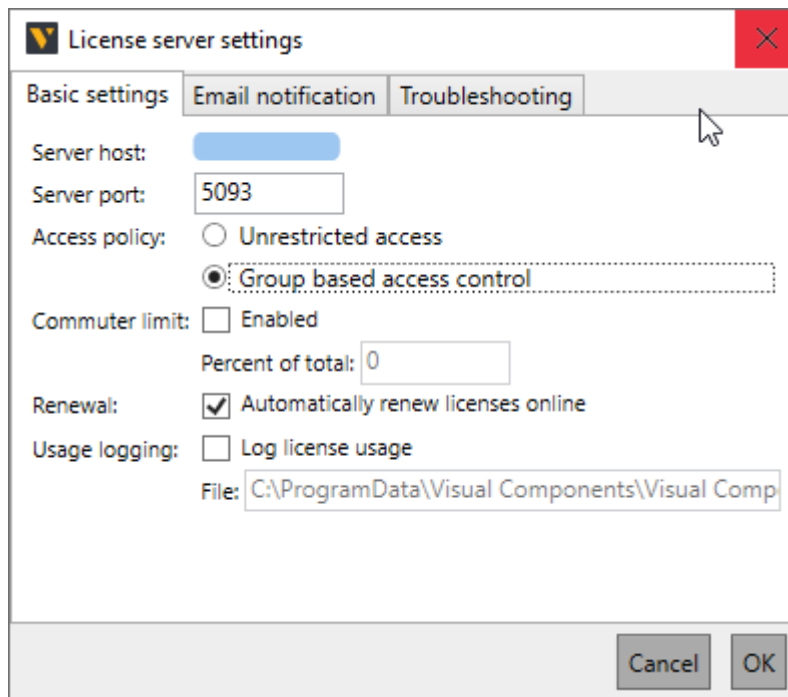 License server settings
Basic settings Email notification Troubleshooting
Server host:
Server port: 5093
Access policy: Unrestricted access
Group based access control
Commuter limit: Enabled
Percent of total: 0
Renewal: Automatically renew licenses online
Usage logging: Log license usage
File: C:\ProgramData\Visual Components\Visual Comp
Cancel OK